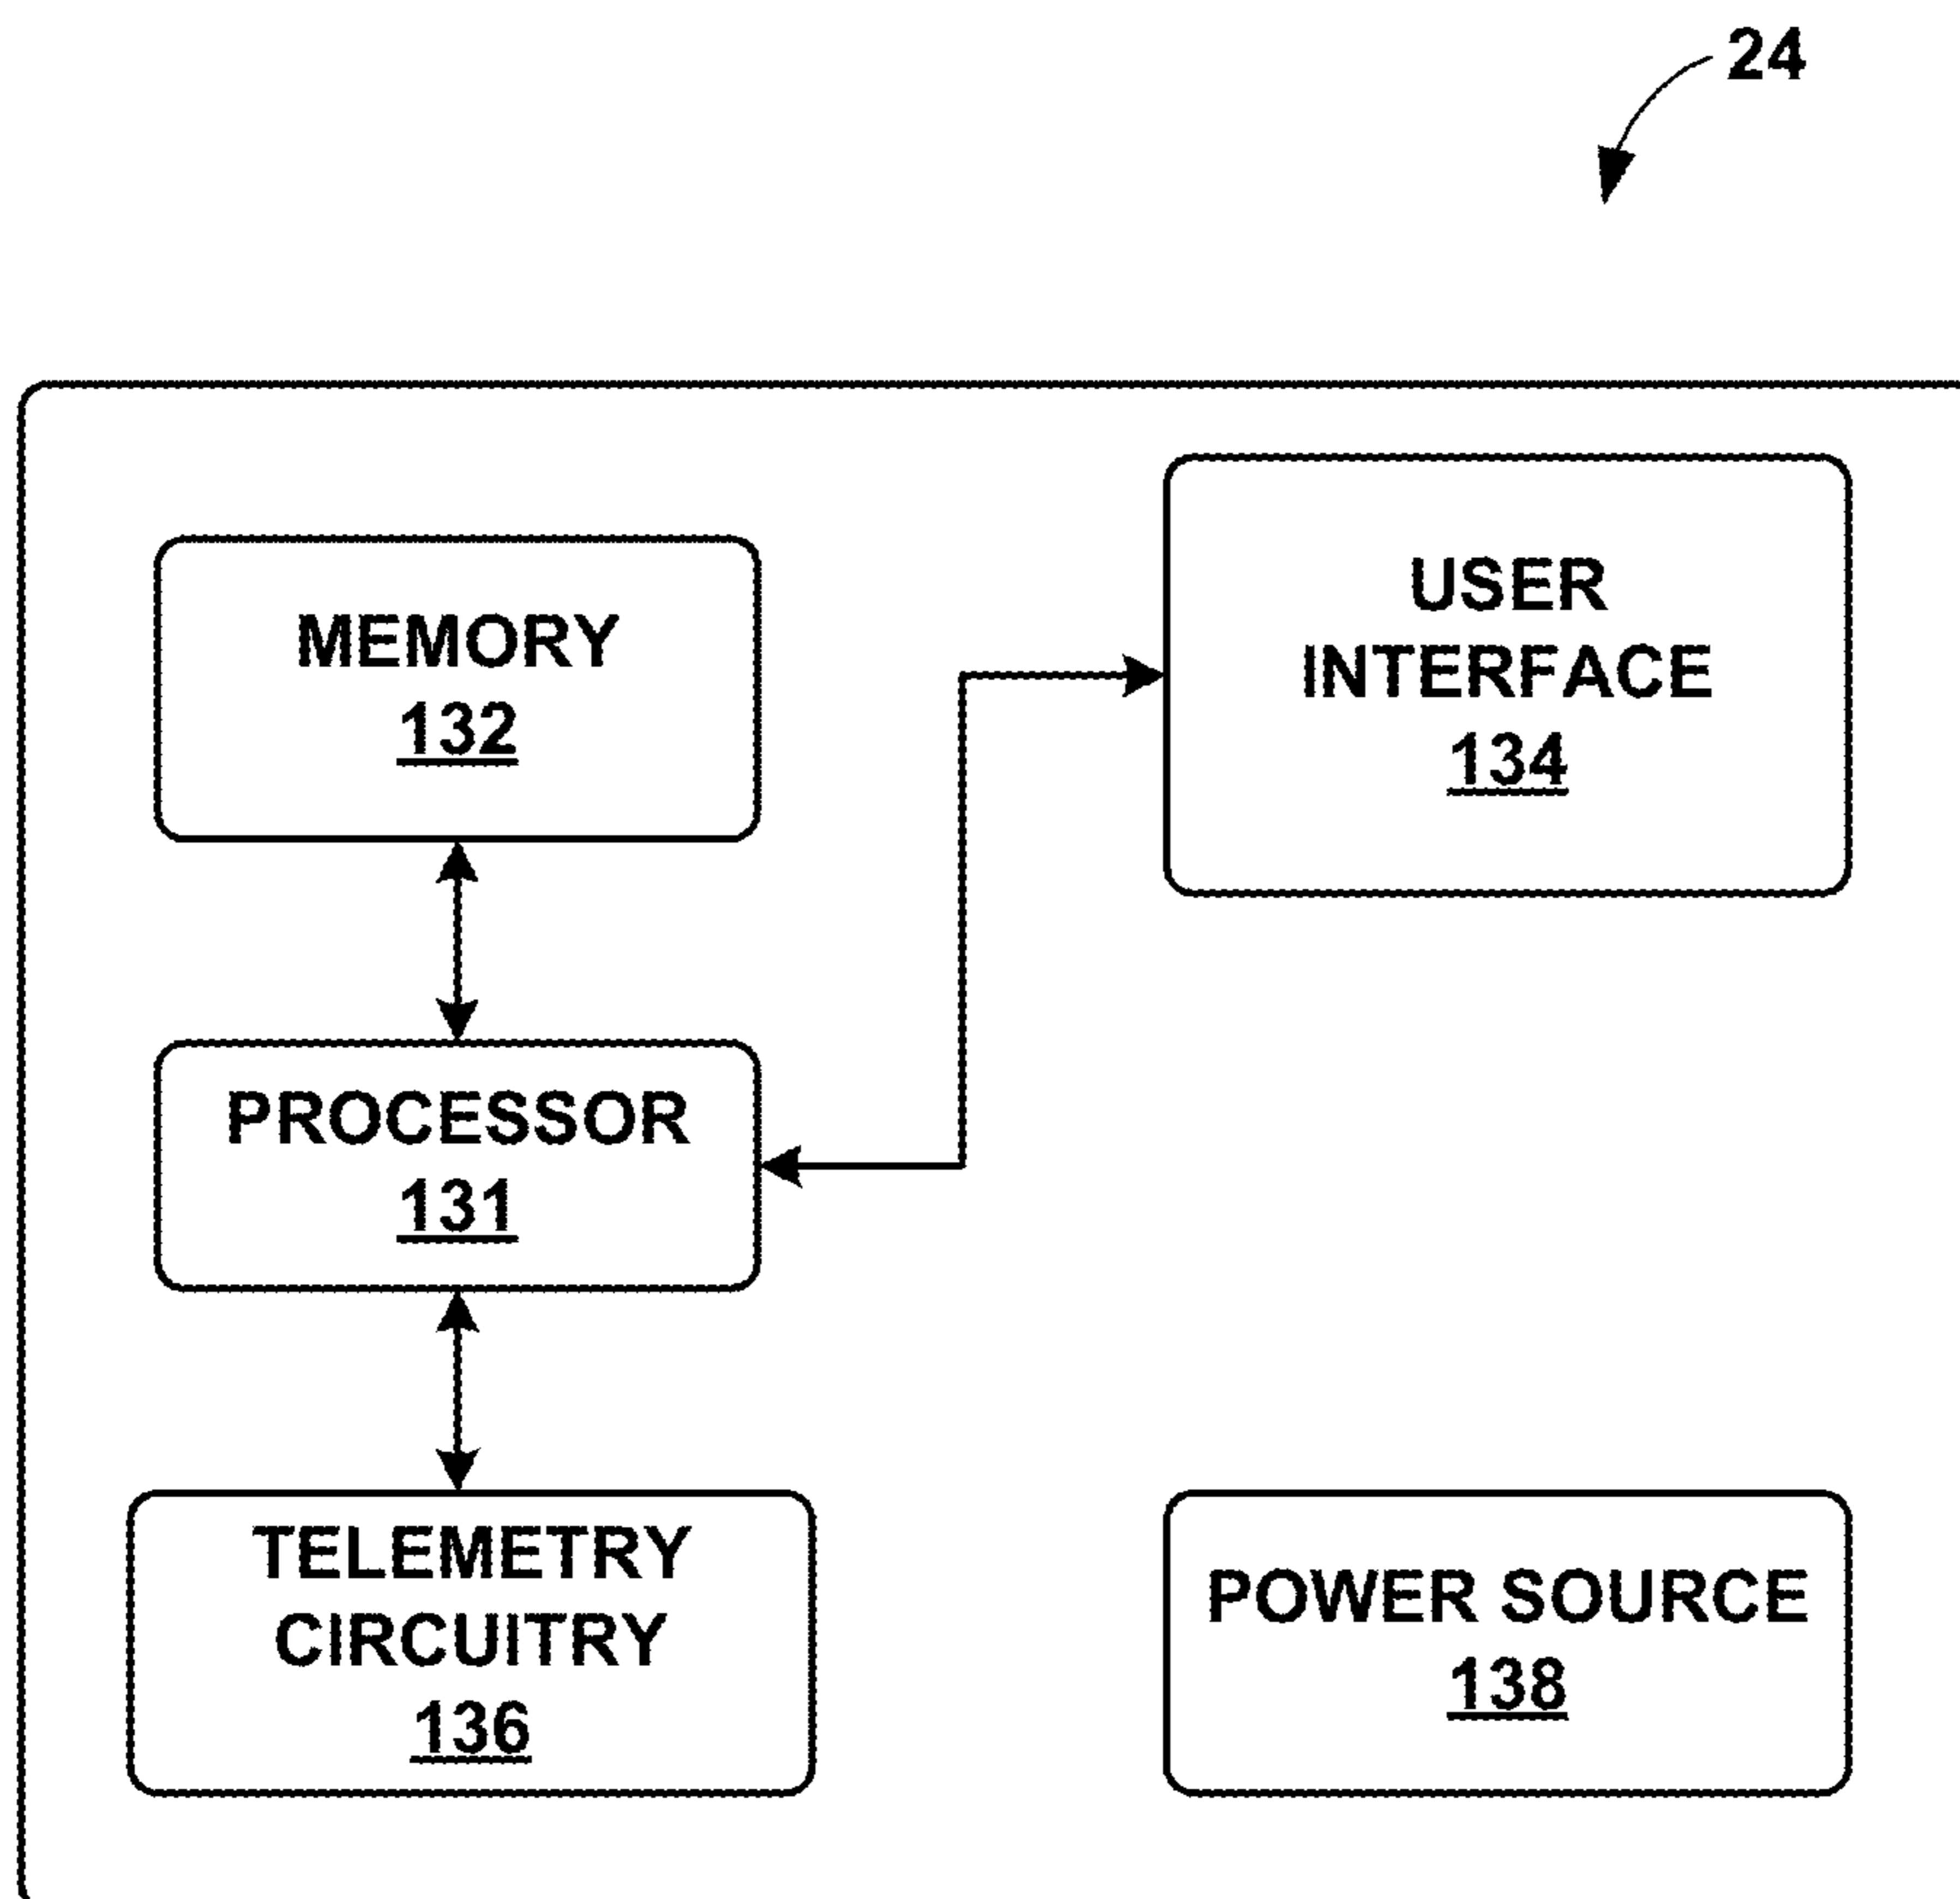 24
MEMORY
132
USER
INTERFACE
134
PROCESSOR
131
TELEMETRY
CIRCUITRY
136
POWER SOURCE
138